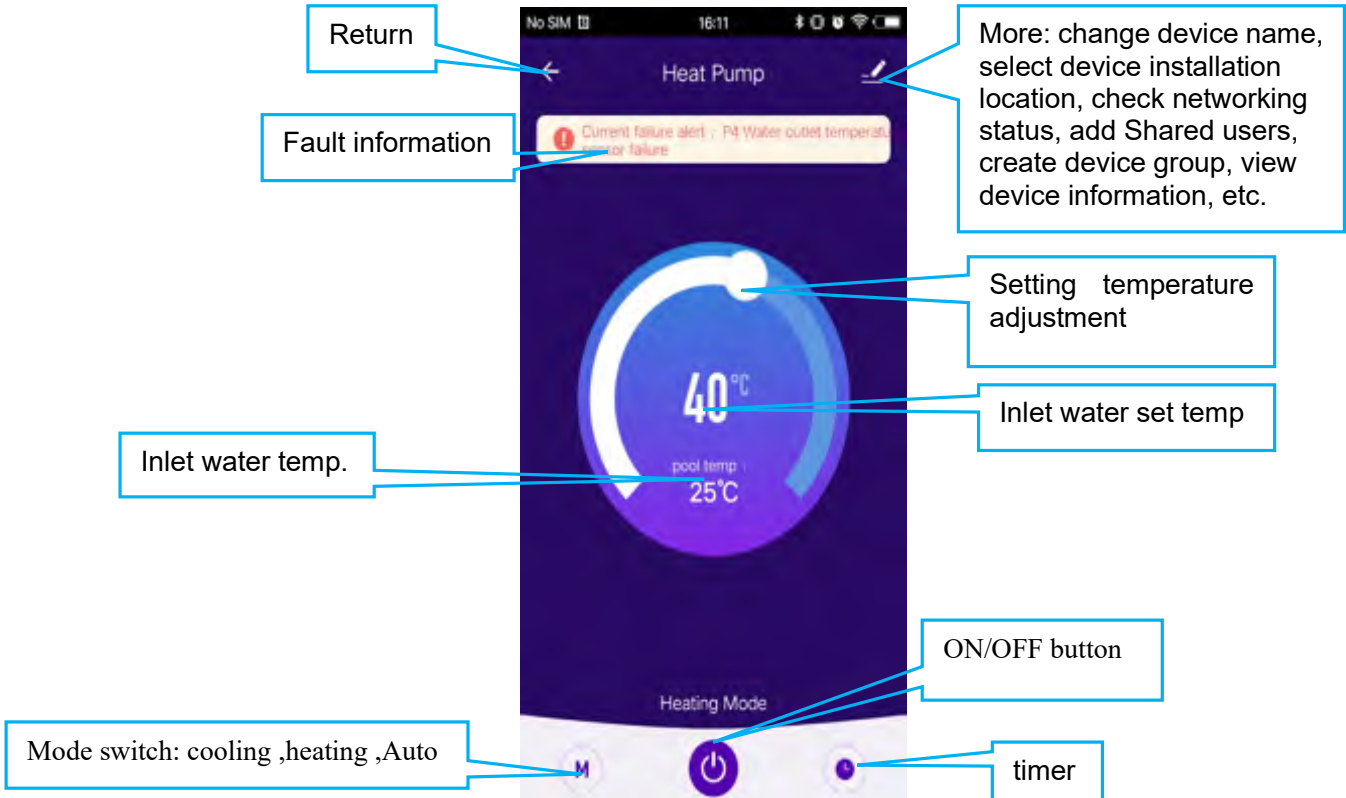 No SIM 16:11
Return
Heat Pump
More: change device name,
select device installation
location, check networking
status, add Shared users,
create device group, view
device information, etc.
Fault information
Current failure alert : P4 Water outlet temperatu
sensor failure
Setting temperature
adjustment
40°C
Inlet water set temp
Inlet water temp.
pool temp :
25°C
ON/OFF button
Heating Mode
Mode switch: cooling ,heating ,Auto
M
timer